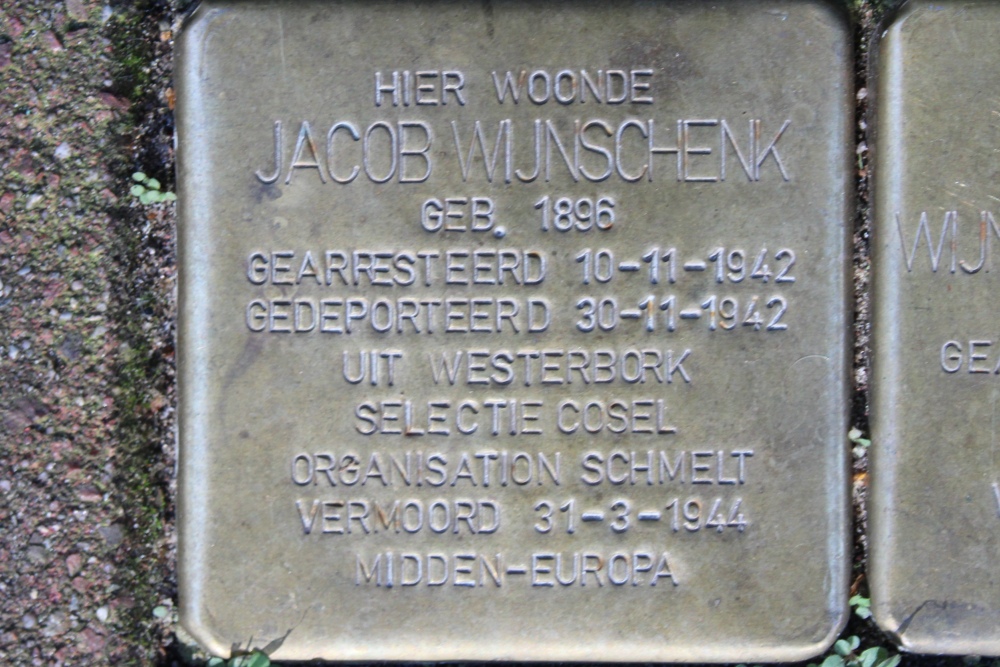 HIER WOONDE
JACOB WIJNSCHENK
GEB. 1896
GEARRESTEERD 10-11-1942
GEDEPORTEERD 30-11-1942
UIT WESTERBORK
SELECTIE COSEL
ORGANISATION SCHMELT
VERMOORD 31-3-1944
MIDDEN-EUROPA